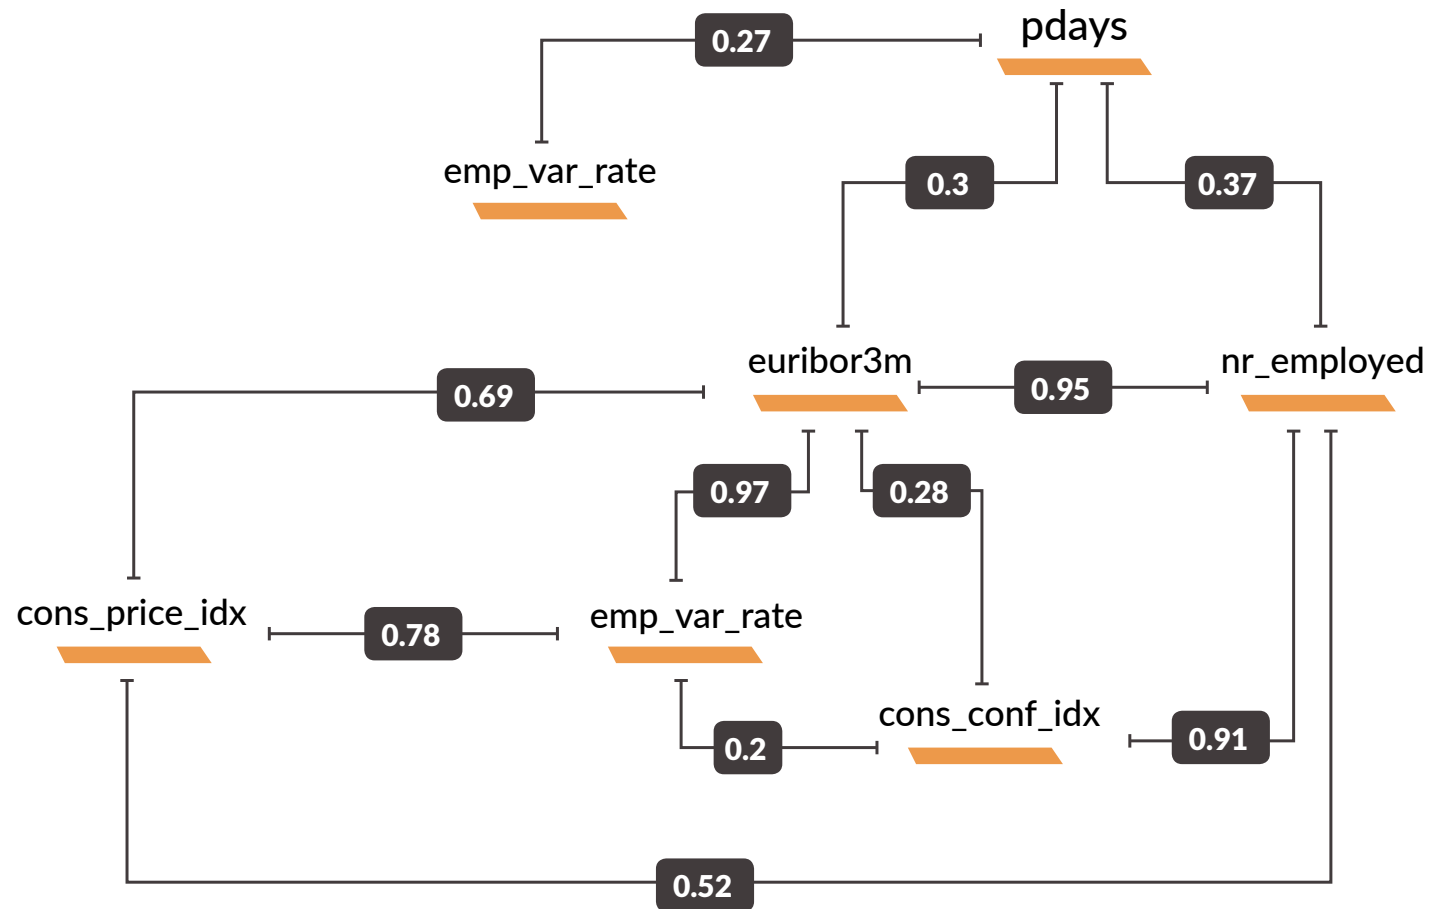 pdays
0.27
emp_var_rate
0.3
0.37
euribor3m
nr_employed
0.69
0.95
0.97
0.28
cons_price_idx
0.78
emp_var_rate
cons_conf_idx
0.2
0.91
0.52